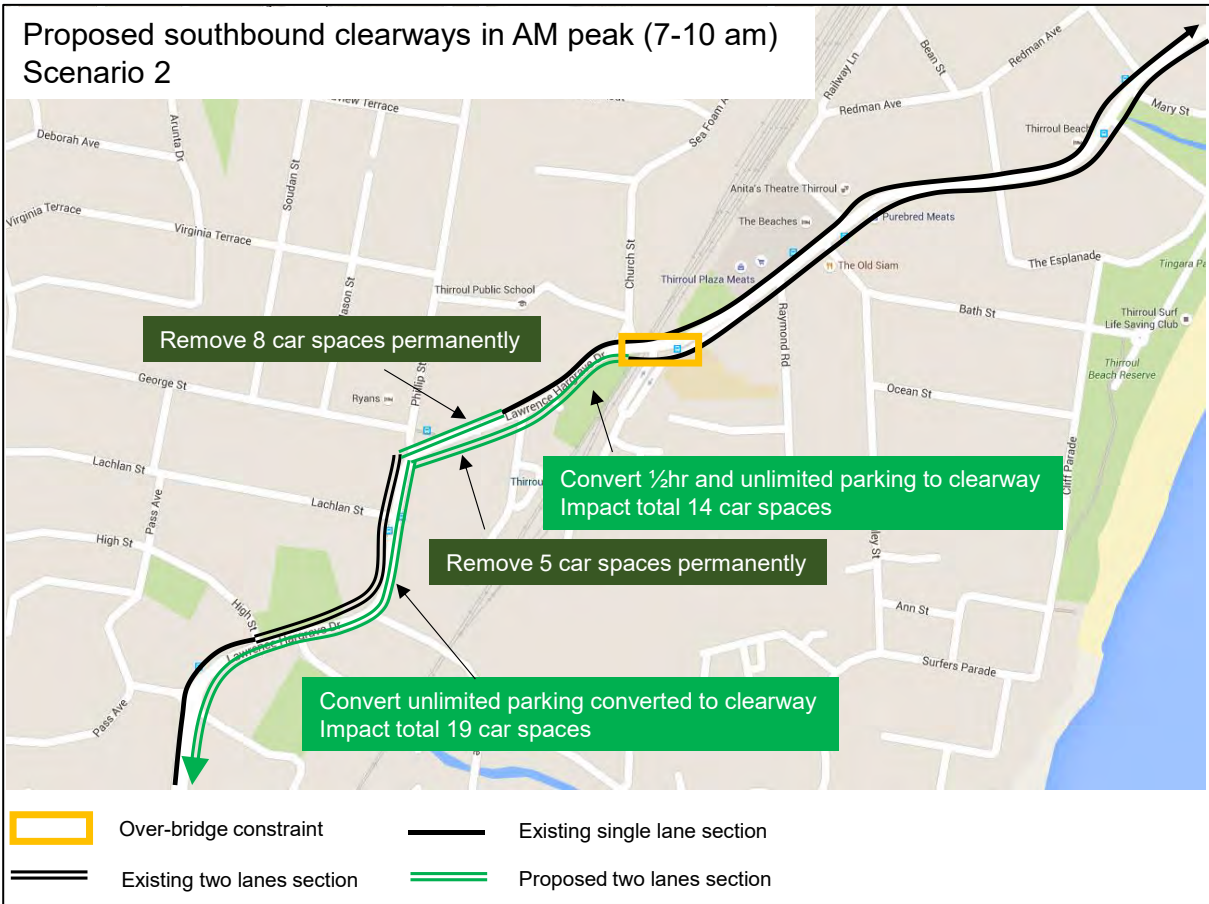 Proposed southbound clearways in AM peak (7-10 am)
Scenario 2
Terrace
Deborah Ave
Arunta Dr
Soudan St
Virginia Terrace
Virginia Terrace
Sea Foam
Railway Ln
Bean St
Redman Ave
Redman Ave
Mary St
Thirroul Beach
Anita's Theatre Thirroul
The Beaches
Purebred Meats
Church St
The Old Siam
The Esplanade
Tingara
Thirroul Plaza Meats
Thirroul Public School
Raymond Rd
Bath St
Thirroul Surf
Life Saving Club
Remove 8 car spaces permanently
Lawrence Hargrave Dr
Thirroul
Beach Reserve
George St
Phillip St
Ryans
Ocean St
Cliff Parade
Lachlan St
Lachlan St
Pass Ave
Convert ½hr and unlimited parking to clearway
Impact total 14 car spaces
High St
Remove 5 car spaces permanently
High St
Ann St
Lawrence Hargrave Dr
Surfers Parade
Pass Ave
Convert unlimited parking converted to clearway
Impact total 19 car spaces
Over-bridge constraint
Existing single lane section
Existing two lanes section
Proposed two lanes section